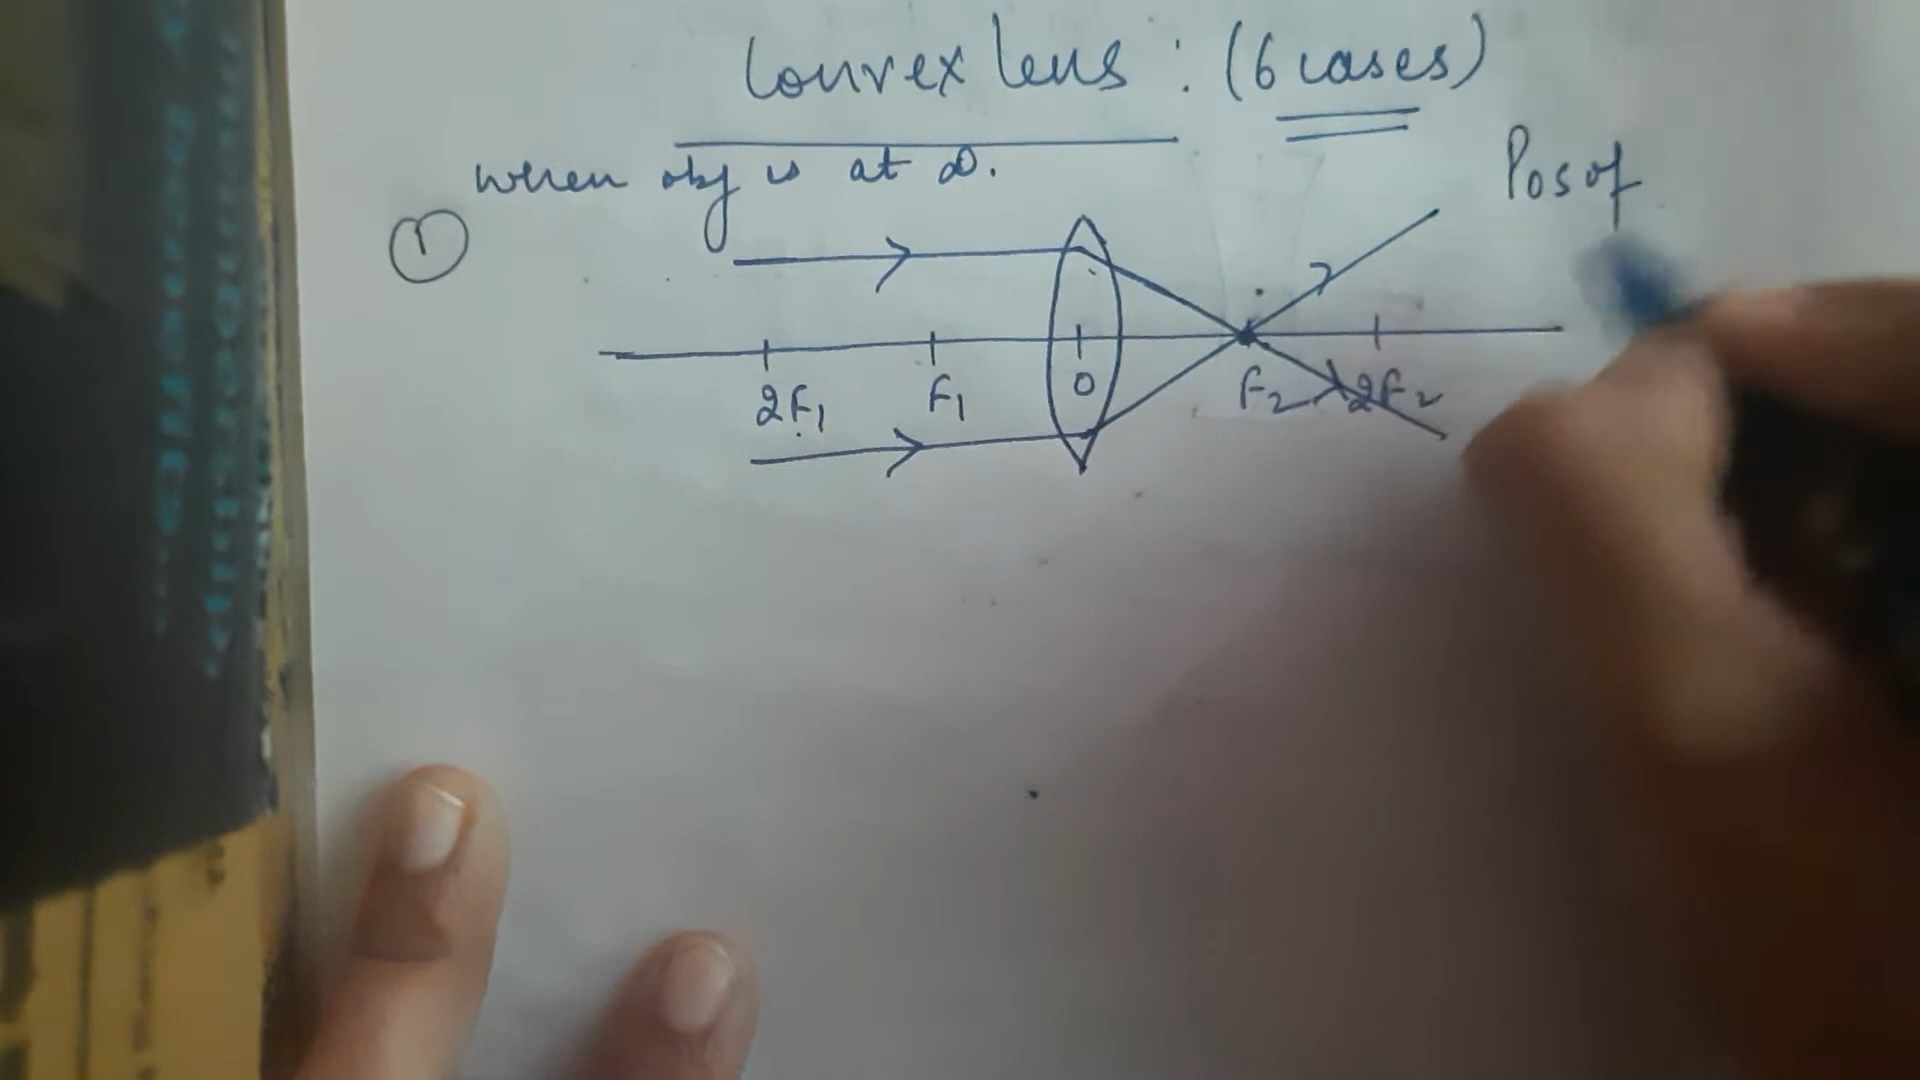 Convex lens : (6 cases)
when obj is at ∞.
Pos of
1
2F1 F1 O F2 2F2